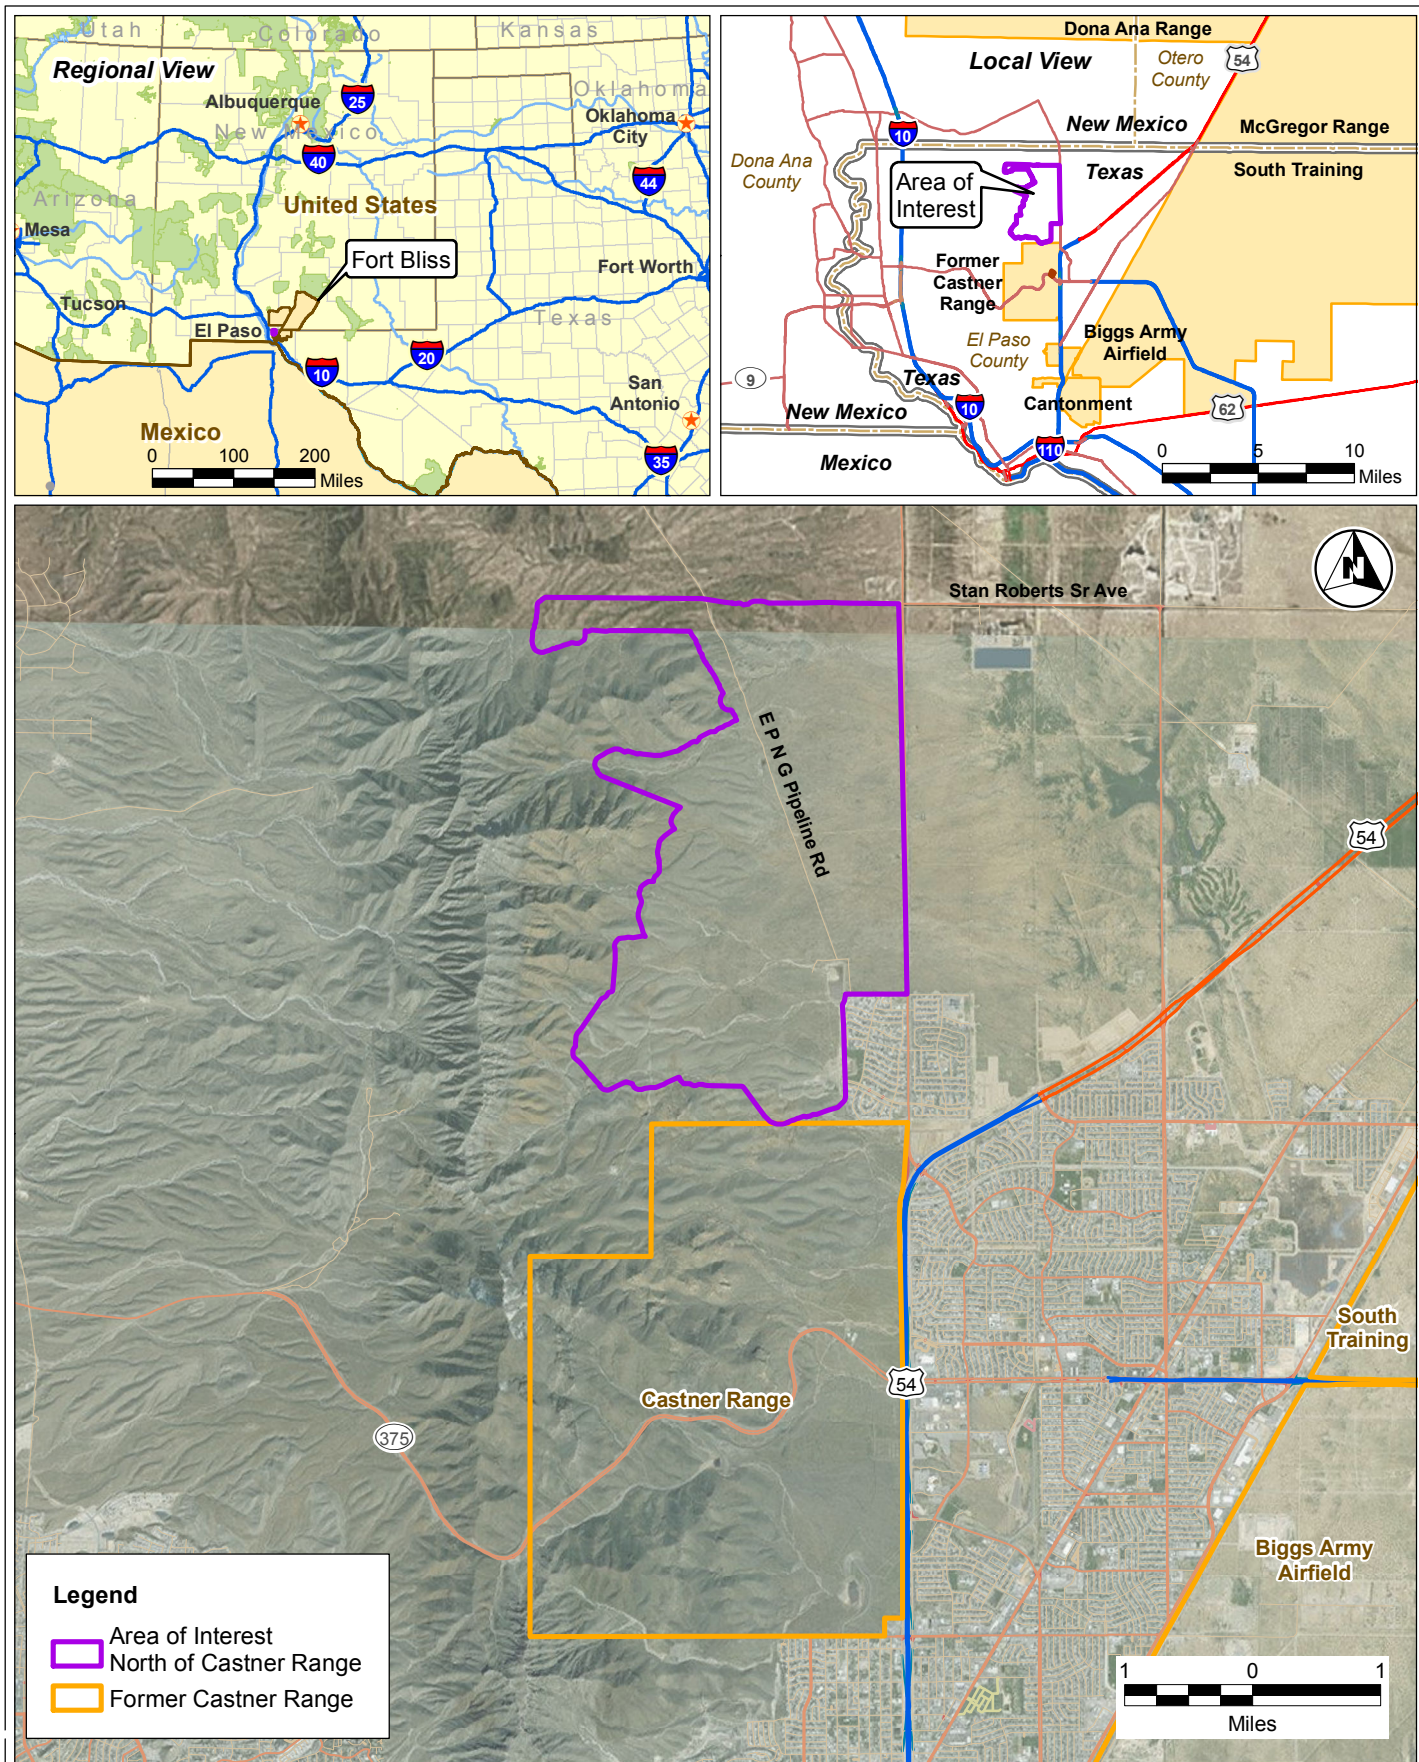 Utah
Colorado
Kansas
Regional View
25
Albuquerque
Oklahoma
New Mexico
Oklahoma
City
40
44
Arizona
United States
Mesa
Fort Bliss
Fort Worth
Tucson
El Paso
Texas
20
10
San
Antonio
Mexico
35
0 100 200
Miles
Dona Ana Range
Local View
Otero
County
54
10
New Mexico
McGregor Range
Dona Ana
County
Texas
South Training
Area of
Interest
Former
Castner
Range
El Paso
County
Biggs Army
Airfield
9
Texas
10
New Mexico
Cantonment
62
110
Mexico
0 5 10
Miles
N
Stan Roberts Sr Ave
E P N G Pipeline Rd
54
South
Training
54
Castner Range
375
Biggs Army
Airfield
Legend
Area of Interest
North of Castner Range
Former Castner Range
1 0 1
Miles